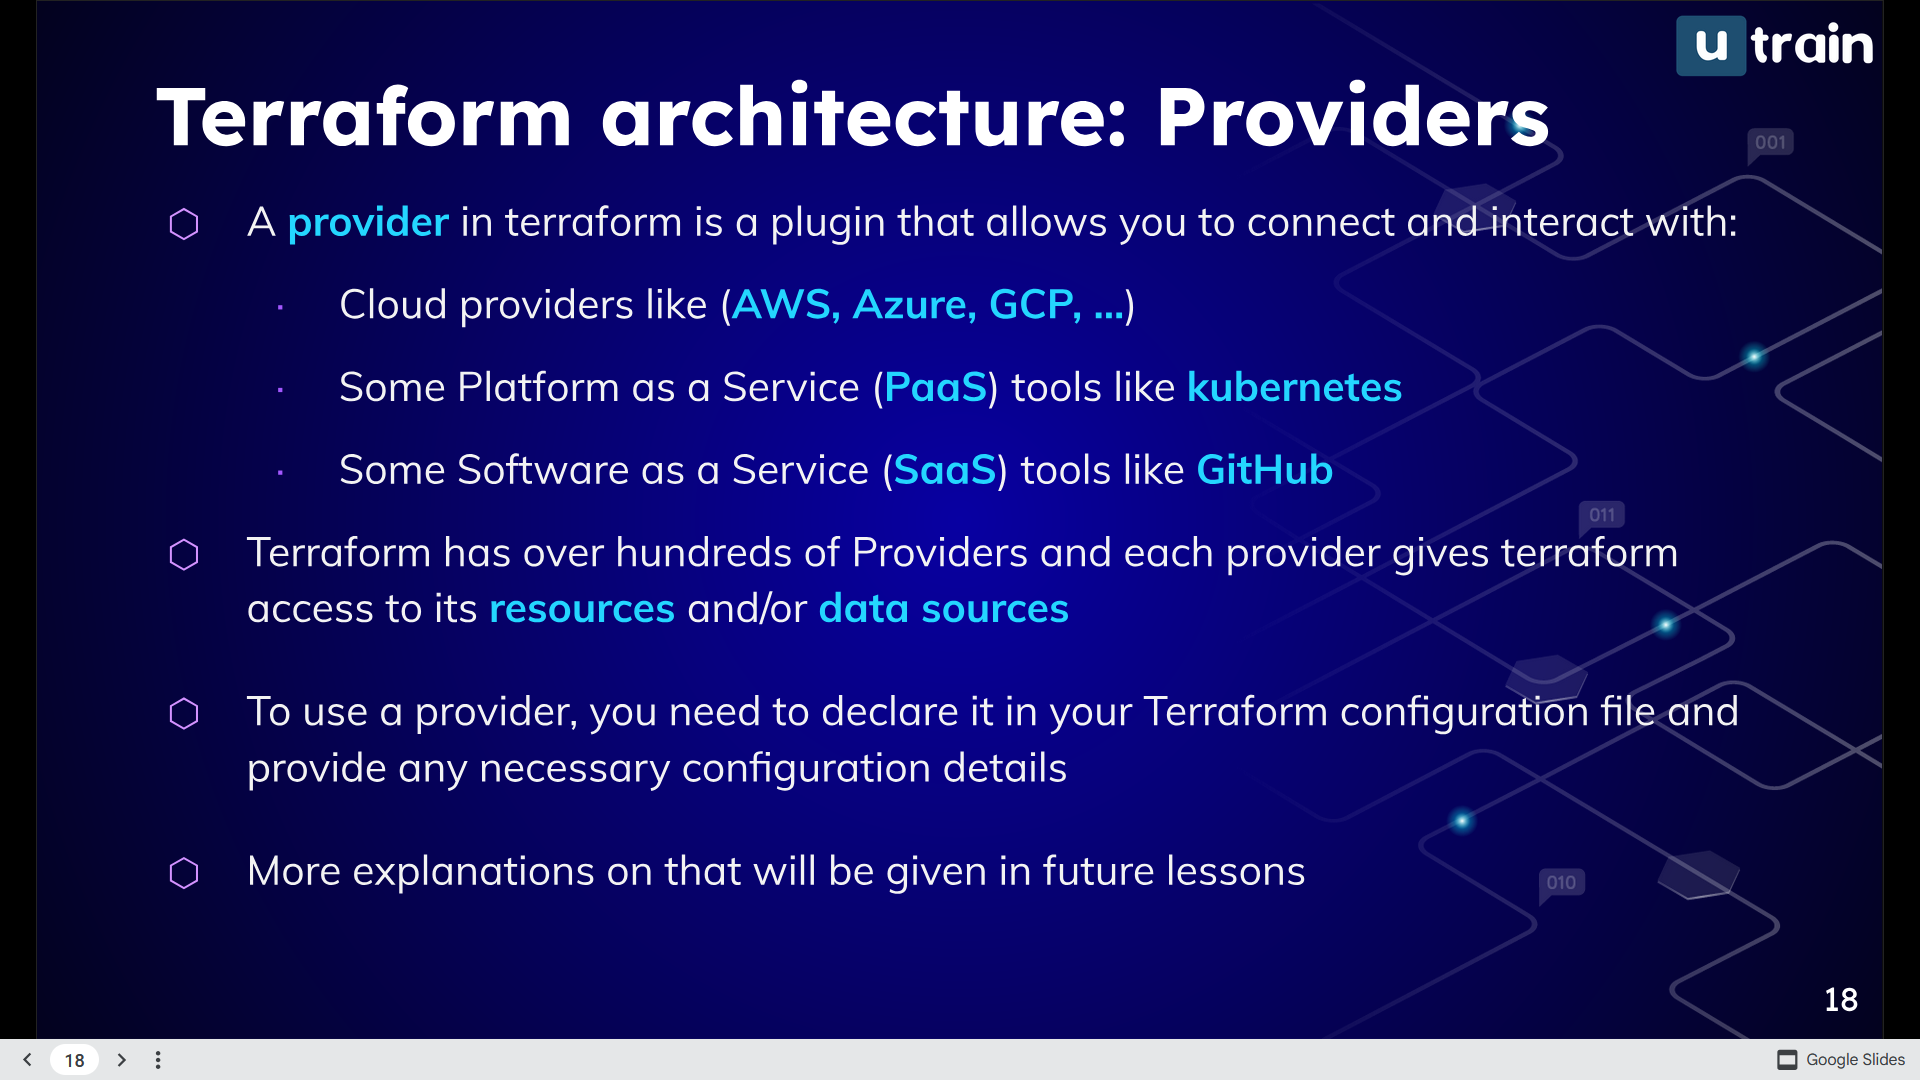 u train
Terraform architecture: Providers
001
A provider in terraform is a plugin that allows you to connect and interact with:
Cloud providers like (AWS, Azure, GCP, ...)
Some Platform as a Service (PaaS) tools like kubernetes
Some Software as a Service (SaaS) tools like GitHub
011
Terraform has over hundreds of Providers and each provider gives terraform
access to its resources and/or data sources
To use a provider, you need to declare it in your Terraform configuration file and
provide any necessary configuration details
More explanations on that will be given in future lessons
010
18
18
Google Slides